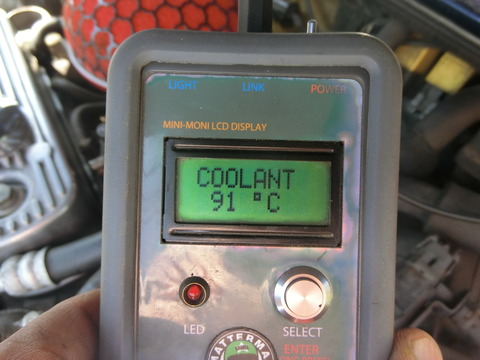 LIGHT LINK POWER
MINI-MONI LCD DISPLAY
COOLANT
91 °C
LED SELECT
ENTER